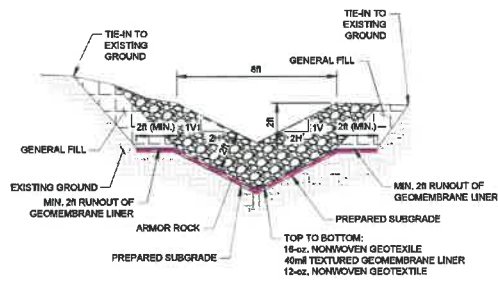 TIE-IN TO
EXISTING
GROUND
TIE-IN TO
EXISTING
GROUND
GENERAL FILL
8ft
2ft
2ft (MIN.)
1V
2H
2H
1V
2ft (MIN.)
GENERAL FILL
EXISTING GROUND
MIN. 2ft RUNOUT OF
GEOMEMBRANE LINER
MIN. 2ft RUNOUT OF
GEOMEMBRANE LINER
ARMOR ROCK
PREPARED SUBGRADE
PREPARED SUBGRADE
TOP TO BOTTOM:
16-oz. NONWOVEN GEOTEXILE
40mil TEXTURED GEOMEMBRANE LINER
12-oz. NONWOVEN GEOTEXTILE